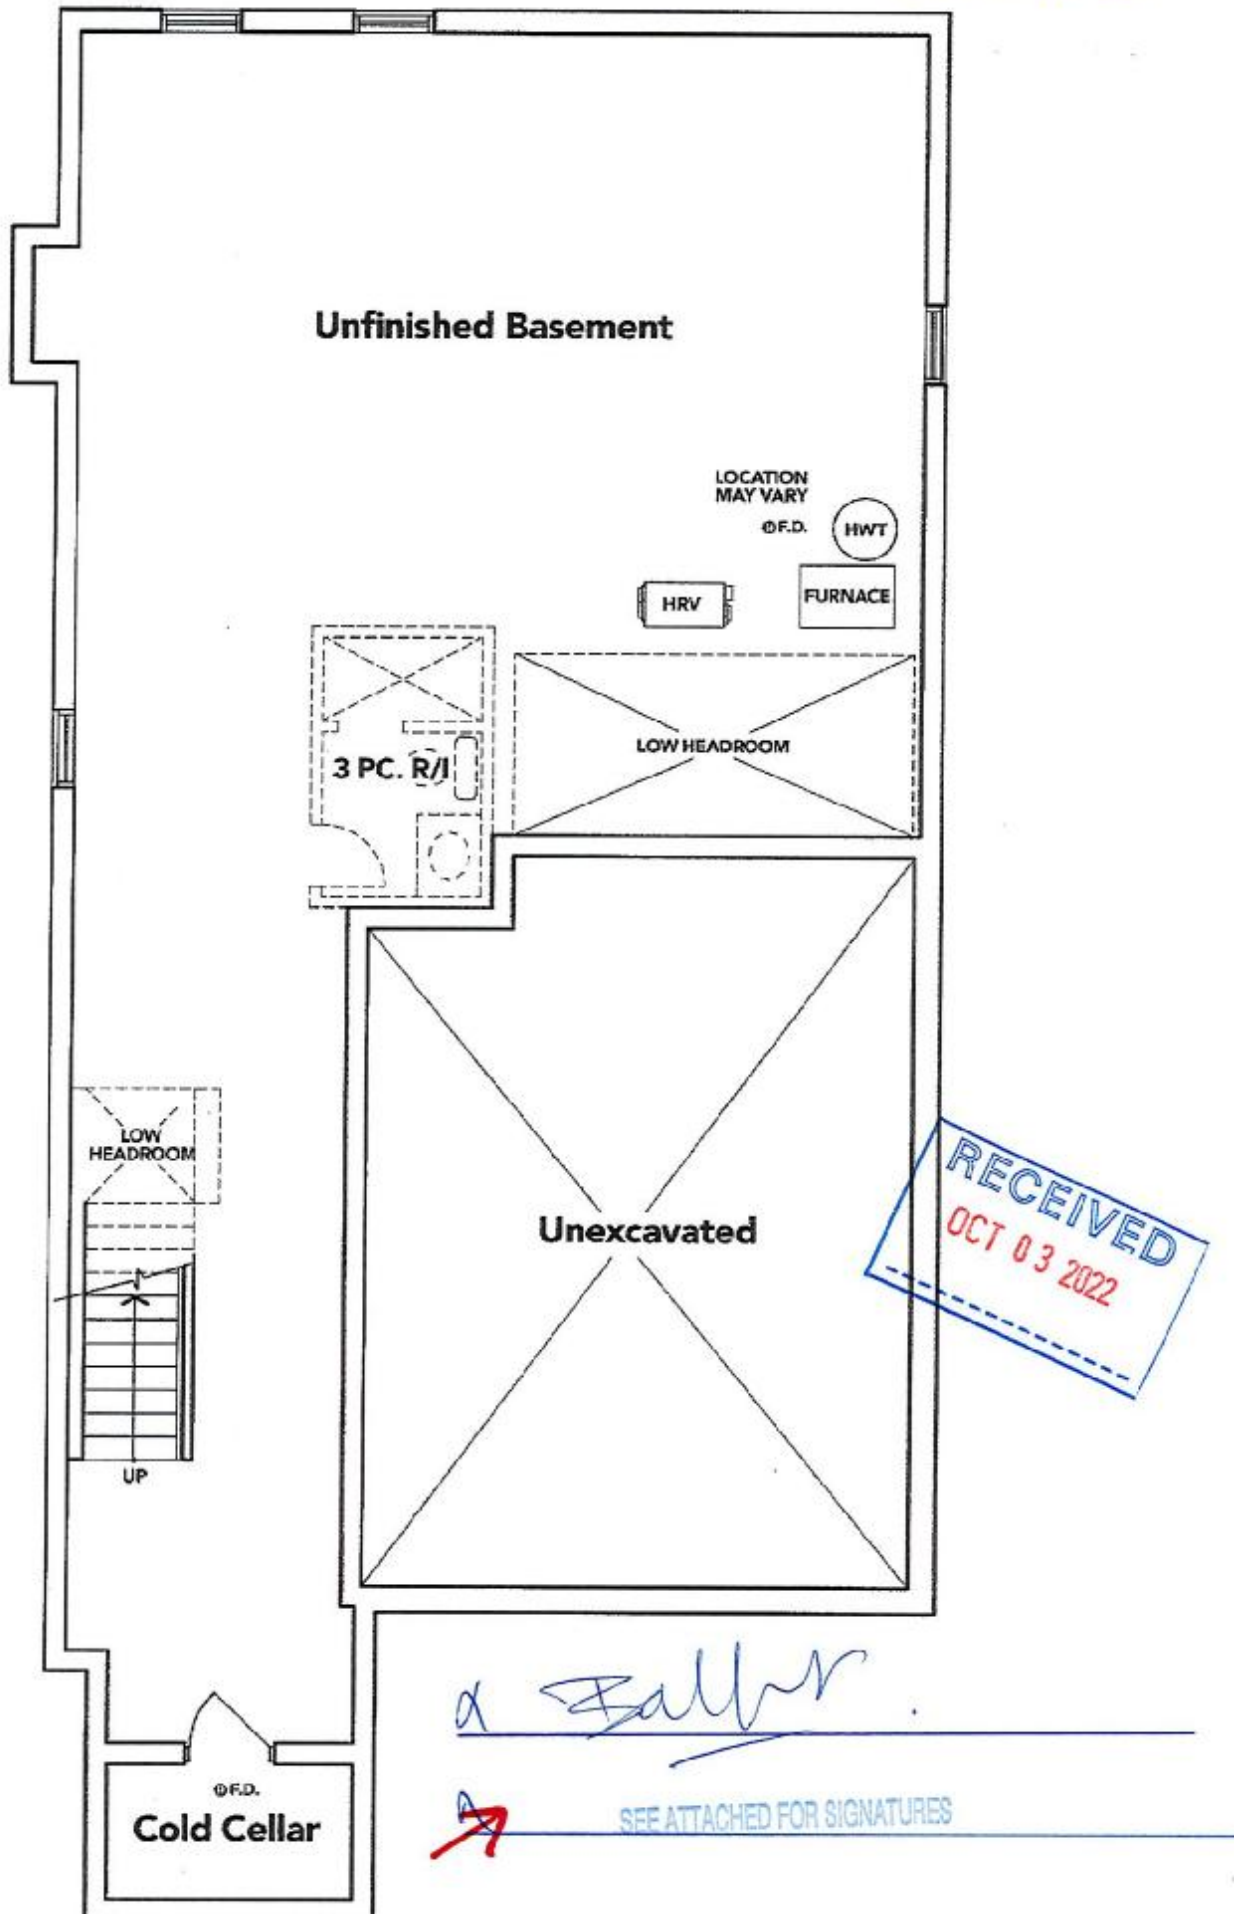 Unfinished Basement
LOCATION
MAY VARY
F.D.
HWT
HRV
FURNACE
LOW HEADROOM
3 PC. R/I
LOW
HEADROOM
Unexcavated
RECEIVED
OCT 03 2022
UP
F.D.
Cold Cellar
SEE ATTACHED FOR SIGNATURES